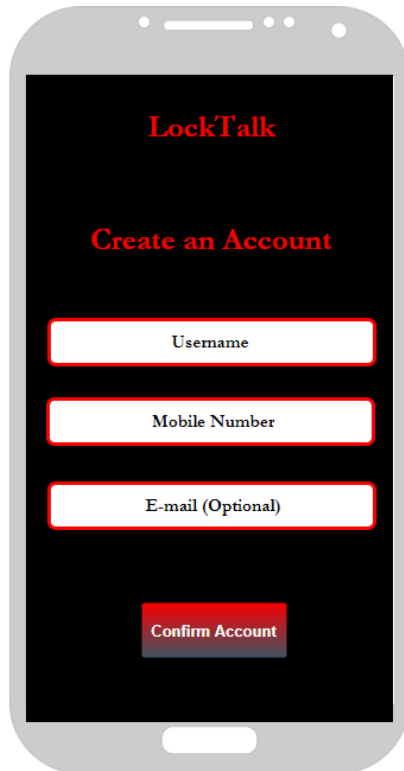 LockTalk
Create an Account
Username
Mobile Number
E-mail (Optional)
Confirm Account